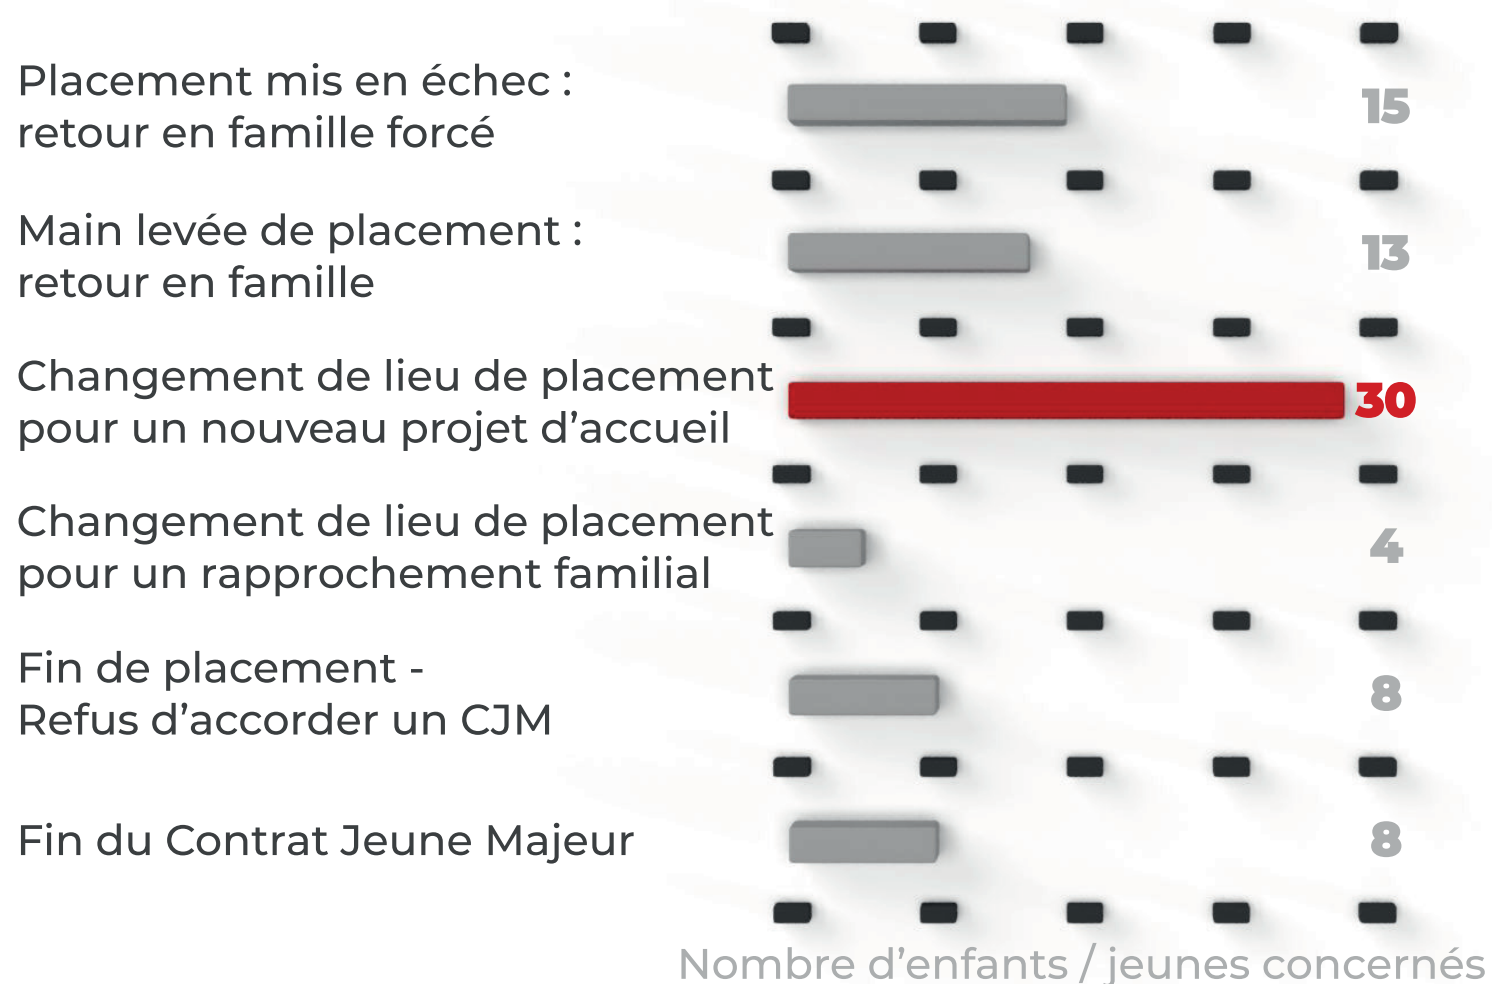 Placement mis en échec :
retour en famille forcé
15
Main levée de placement :
retour en famille
13
Changement de lieu de placement
pour un nouveau projet d’accueil
30
Changement de lieu de placement
pour un rapprochement familial
4
Fin de placement -
Refus d’accorder un CJM
8
Fin du Contrat Jeune Majeur
8
Nombre d’enfants / jeunes concernés